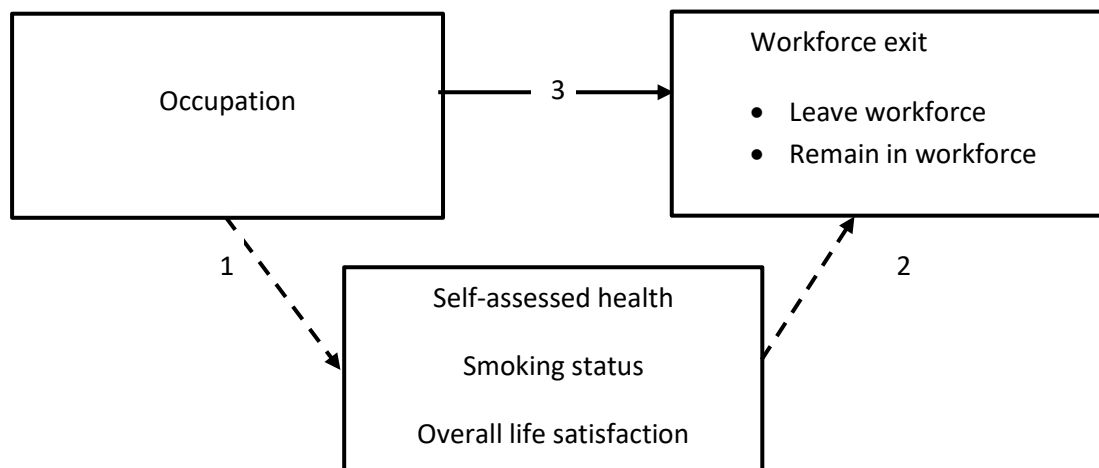 Occupation
3
Workforce exit
• Leave workforce
• Remain in workforce
1
2
Self-assessed health
Smoking status
Overall life satisfaction